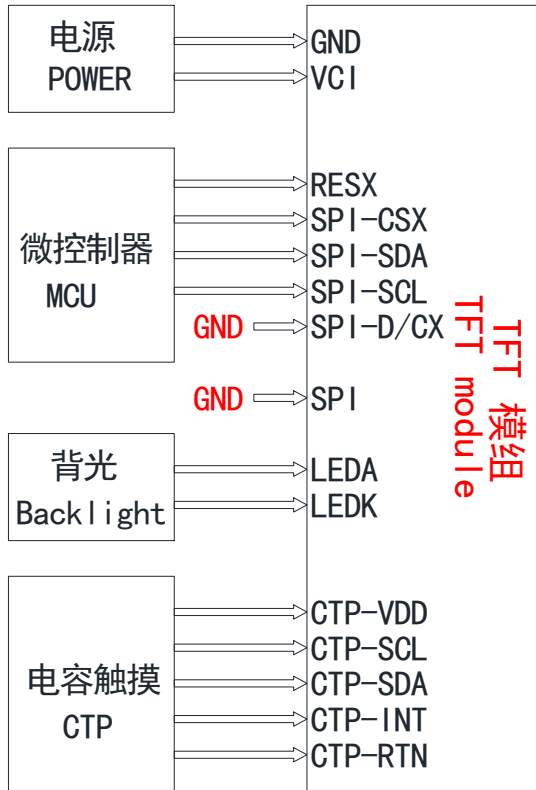 电源
POWER
GND
VCI
微控制器
MCU
RESX
SPI-CSX
SPI-SDA
SPI-SCL
GND
SPI-D/CX
GND
SPI
背光
Backlight
LEDA
LEDK
电容触摸
CTP
CTP-VDD
CTP-SCL
CTP-SDA
CTP-INT
CTP-RTN
TFT 模组
TFT module